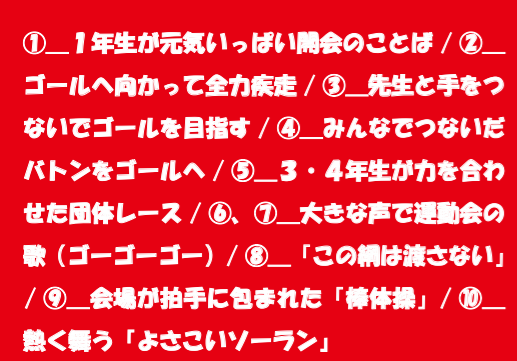 ①＿１年生が元気いっぱい開会のことば / ②＿
ゴールへ向かって全力疾走 / ③＿先生と手をつ
ないでゴールを目指す / ④＿みんなでつないだ
バトンをゴールへ / ⑤＿３・４年生が力を合わ
せた団体レース / ⑥、⑦＿大きな声で運動会の
歌（ゴーゴーゴー）/ ⑧＿「この綱は渡さない」
/ ⑨＿会場が拍手に包まれた「棒体操」/ ⑩＿
熱く舞う「よさこいソーラン」